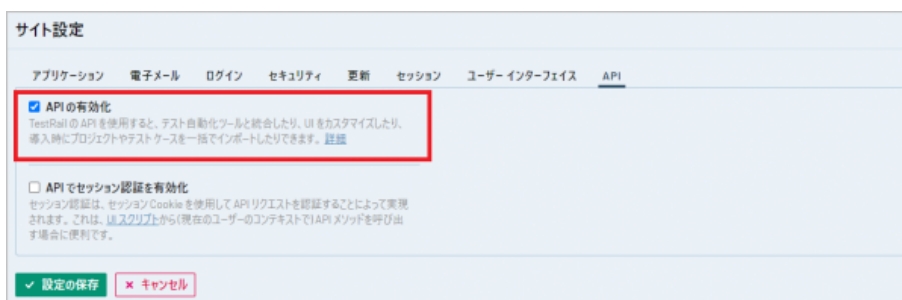 サイト設定
アプリケーション 電子メール ログイン セキュリティ 更新 セッション ユーザー インターフェイス API
API の有効化
TestRail の API を使用すると、テスト自動化ツールと統合したり、UI をカスタマイズしたり、
導入時にプロジェクトやテスト ケースを一括でインポートしたりできます。 詳細
API でセッション認証を有効化
セッション認証は、セッション Cookie を使用して API リクエストを認証することによって実現
されます。これは、UI スクリプトから(現在のユーザーのコンテキストで)API メソッドを呼び出
す場合に便利です。
設定の保存 キャンセル